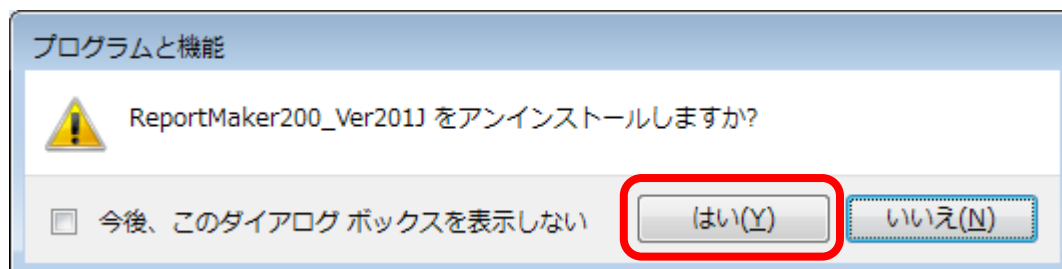 プログラムと機能
ReportMaker200_Ver201J をアンインストールしますか?
今後、このダイアログ ボックスを表示しない
はい(Y)
いいえ(N)